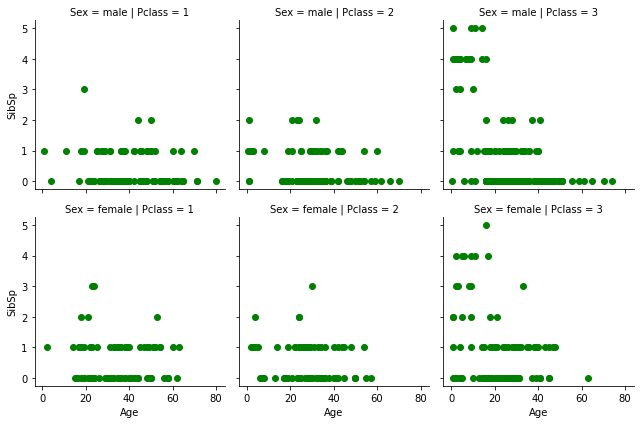 Sex = male | Pclass = 1
Sex = male | Pclass = 2
Sex = male | Pclass = 3
5
4
3
2
1
0
SibSp
Sex = female | Pclass = 1
Sex = female | Pclass = 2
Sex = female | Pclass = 3
5
4
3
2
1
0
SibSp
0 20 40 60 80
0 20 40 60 80
0 20 40 60 80
Age
Age
Age